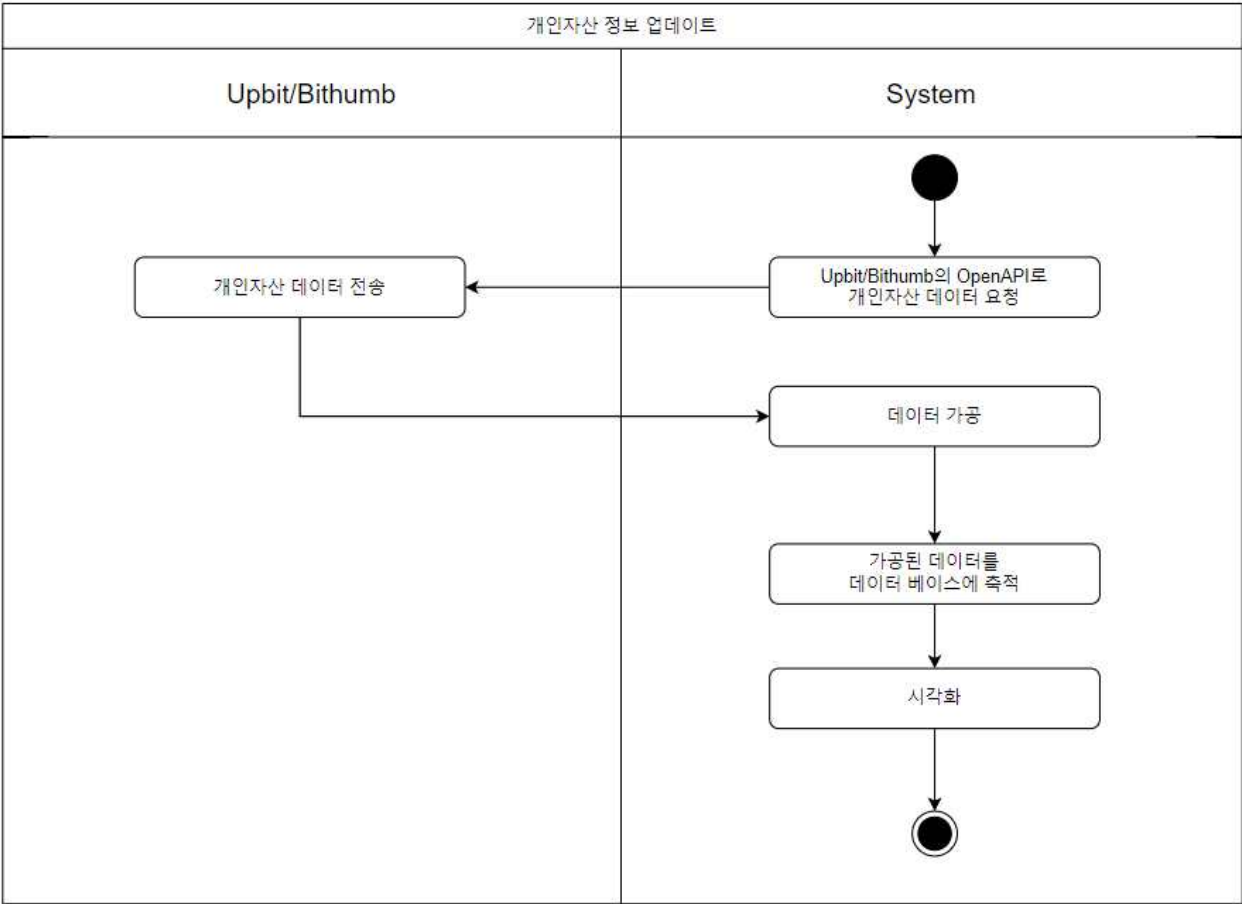 개인자산 정보 업데이트
Upbit/Bithumb
System
Upbit/Bithumb의 OpenAPI로
개인자산 데이터 요청
개인자산 데이터 전송
데이터 가공
가공된 데이터를
데이터 베이스에 축적
시각화